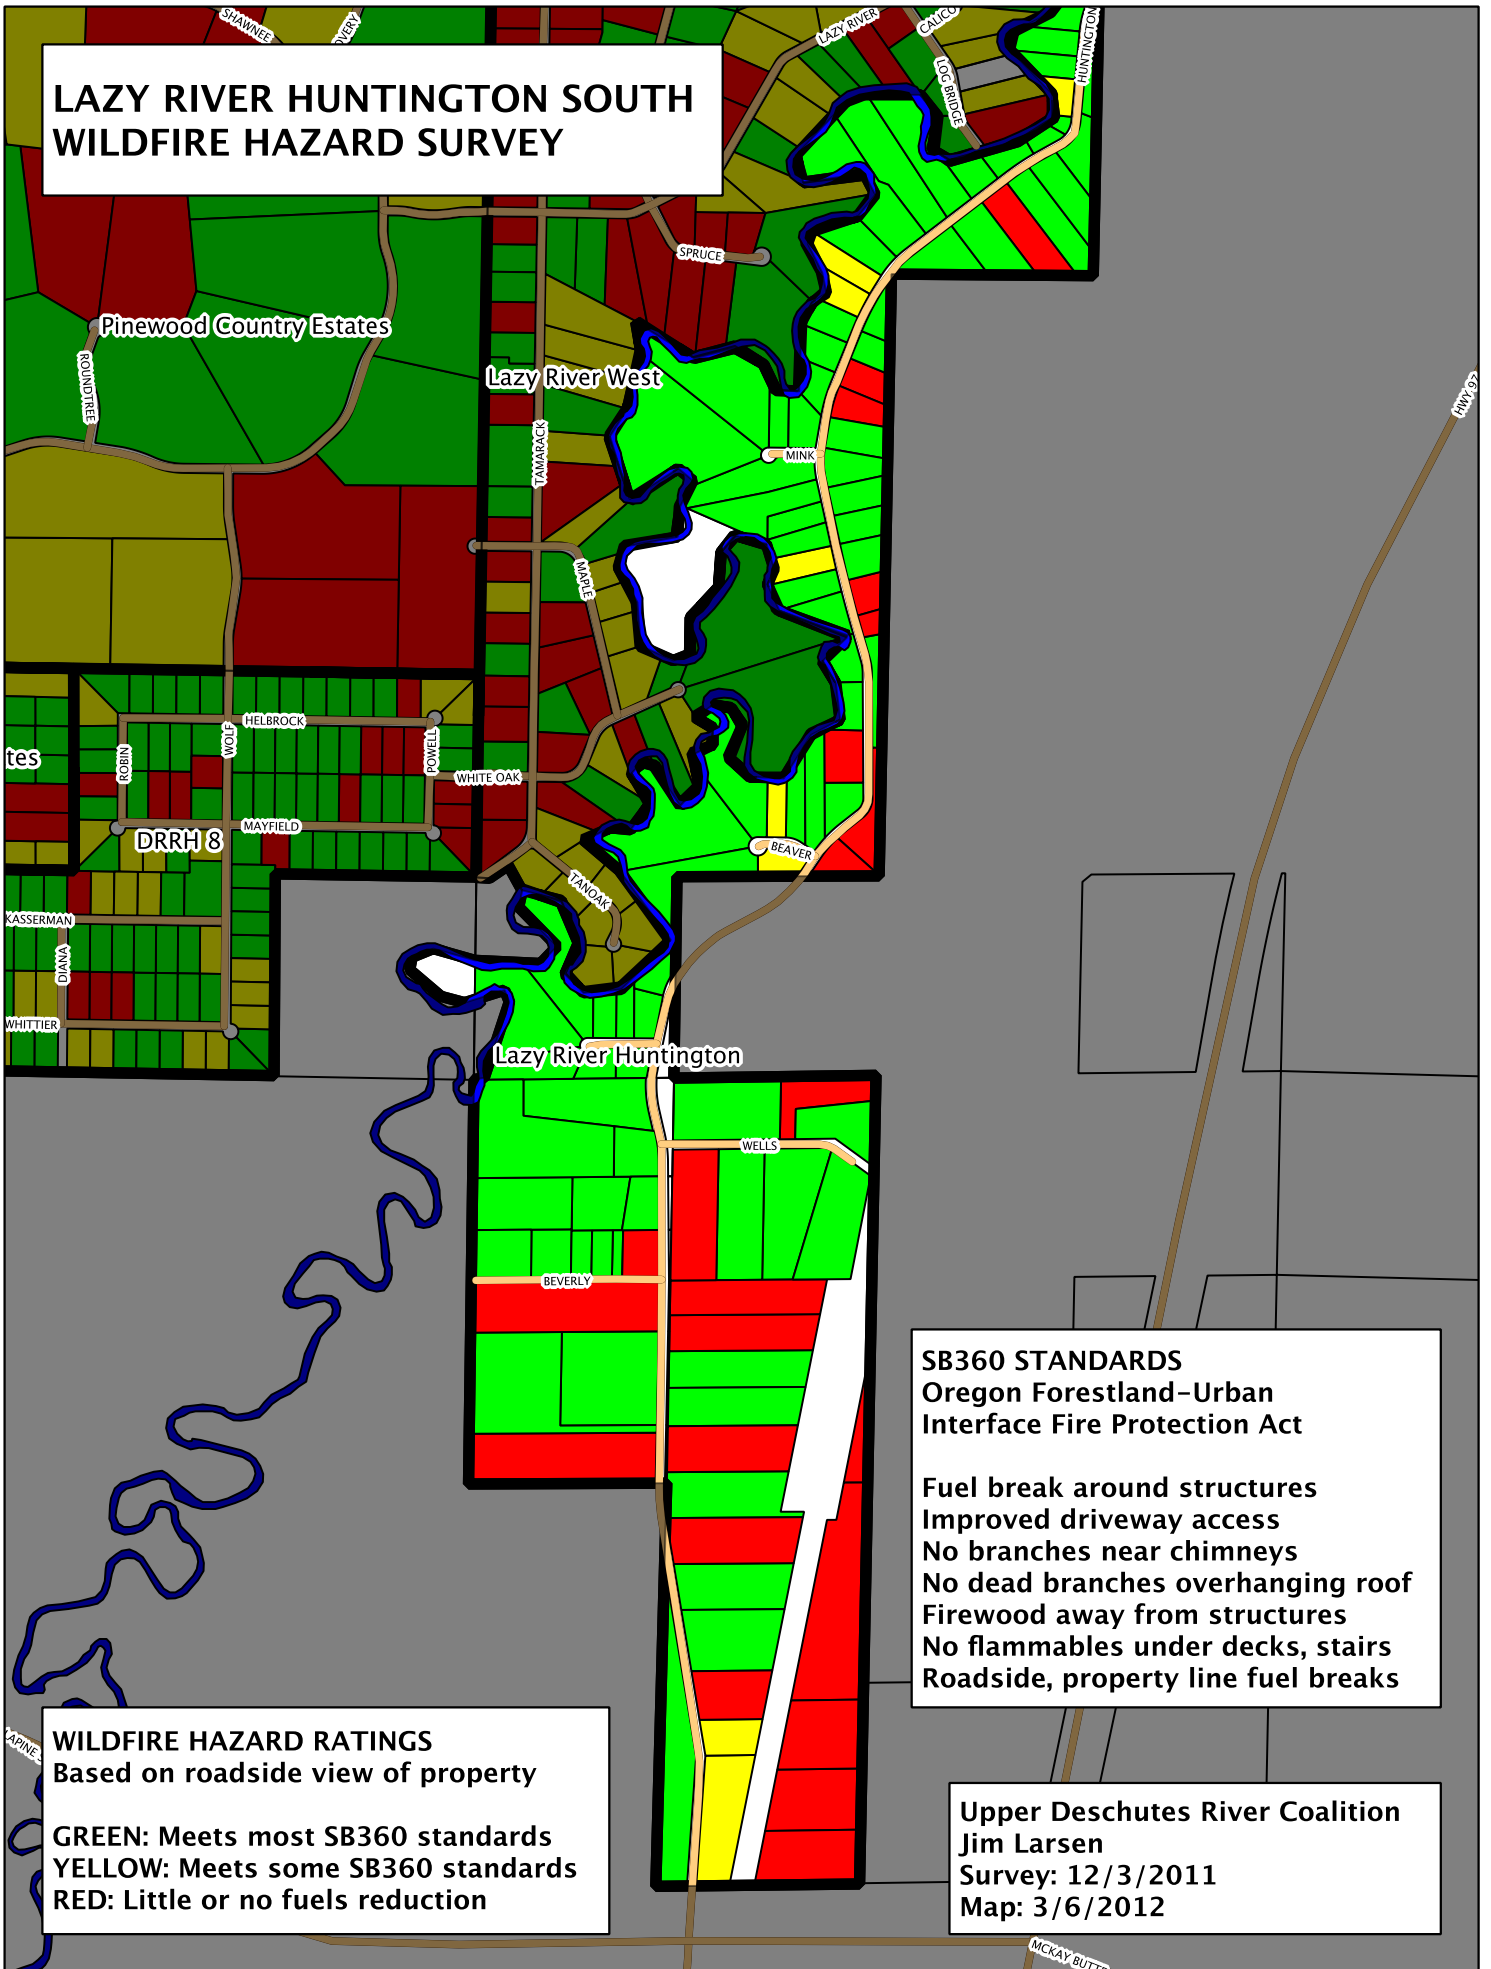 SHAWNEE
OVERY
LAZY RIVER
CALICO
HUNTINGTON
LOG BRIDGE
LAZY RIVER HUNTINGTON SOUTH
WILDFIRE HAZARD SURVEY
SPRUCE
Pinewood Country Estates
ROUNDTREE
Lazy River West
HWY 97
TAMARACK
MINK
MAPLE
HELBROCK
WOLF
ROBIN
POWELL
tes
WHITE OAK
MAYFIELD
DRRH 8
BEAVER
TANOAK
KASSERMAN
DIANA
WHITTIER
Lazy River Huntington
WELLS
BEVERLY
SB360 STANDARDS
Oregon Forestland-Urban
Interface Fire Protection Act
Fuel break around structures
Improved driveway access
No branches near chimneys
No dead branches overhanging roof
Firewood away from structures
No flammables under decks, stairs
Roadside, property line fuel breaks
WILDFIRE HAZARD RATINGS
Based on roadside view of property
GREEN: Meets most SB360 standards
YELLOW: Meets some SB360 standards
RED: Little or no fuels reduction
Upper Deschutes River Coalition
Jim Larsen
Survey: 12/3/2011
Map: 3/6/2012
MCKAY BUTTE